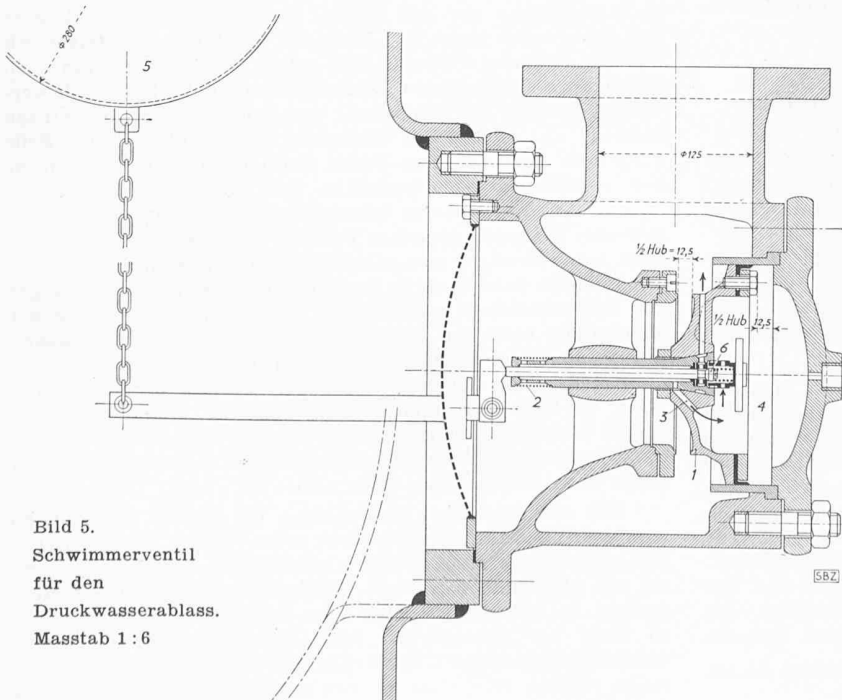 Φ280
5
Φ125
½ Hub = 12,5
½ Hub 12,5
6
2
3
4
1
Bild 5.
Schwimmerventil
für den
Druckwasserablass.
Masstab 1:6
SBZ